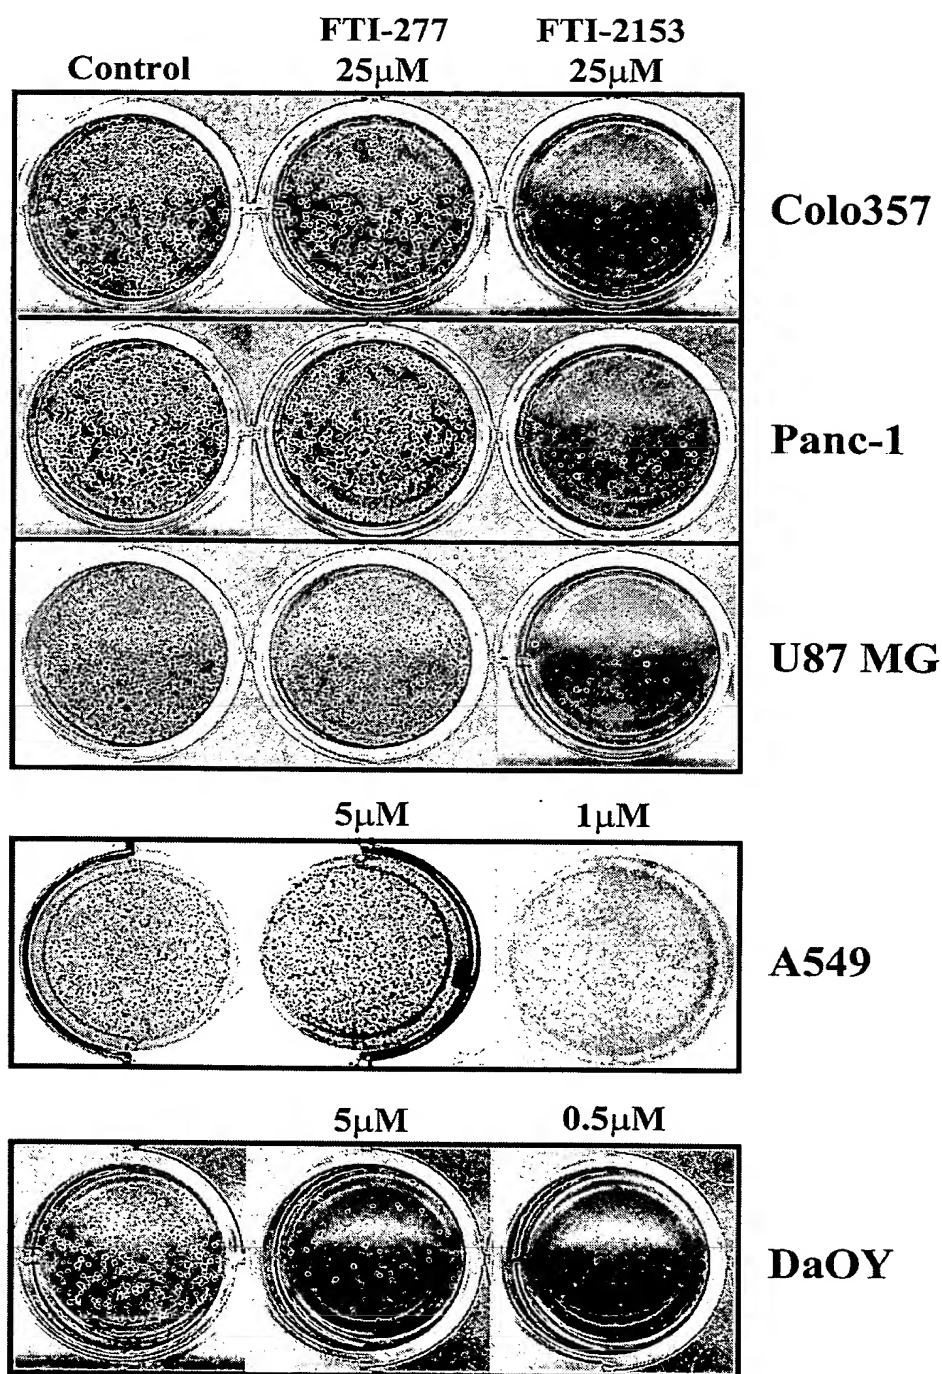 FTI-277 FTI-2153
Control 25μM 25μM
Colo357
Panc-1
U87 MG
5μM 1μM
A549
5μM 0.5μM
DaOY